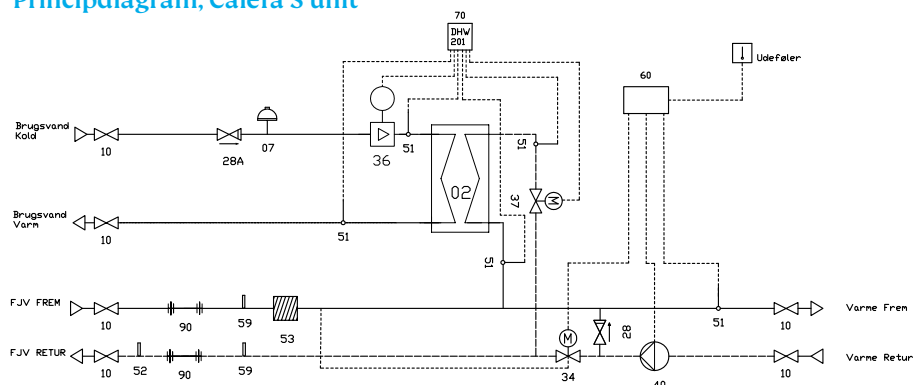 Principdiagram, Calefa S unit
70
DHW
201
Udeføler
60
Brugsvand
Kold
10
28A
07
36
51
51
02
37
M
Brugsvand
Varm
10
51
51
FJV FREM
10
90
59
53
51
10
Varme Frem
28
M
FJV RETUR
10
52
90
59
34
40
10
Varme Retur